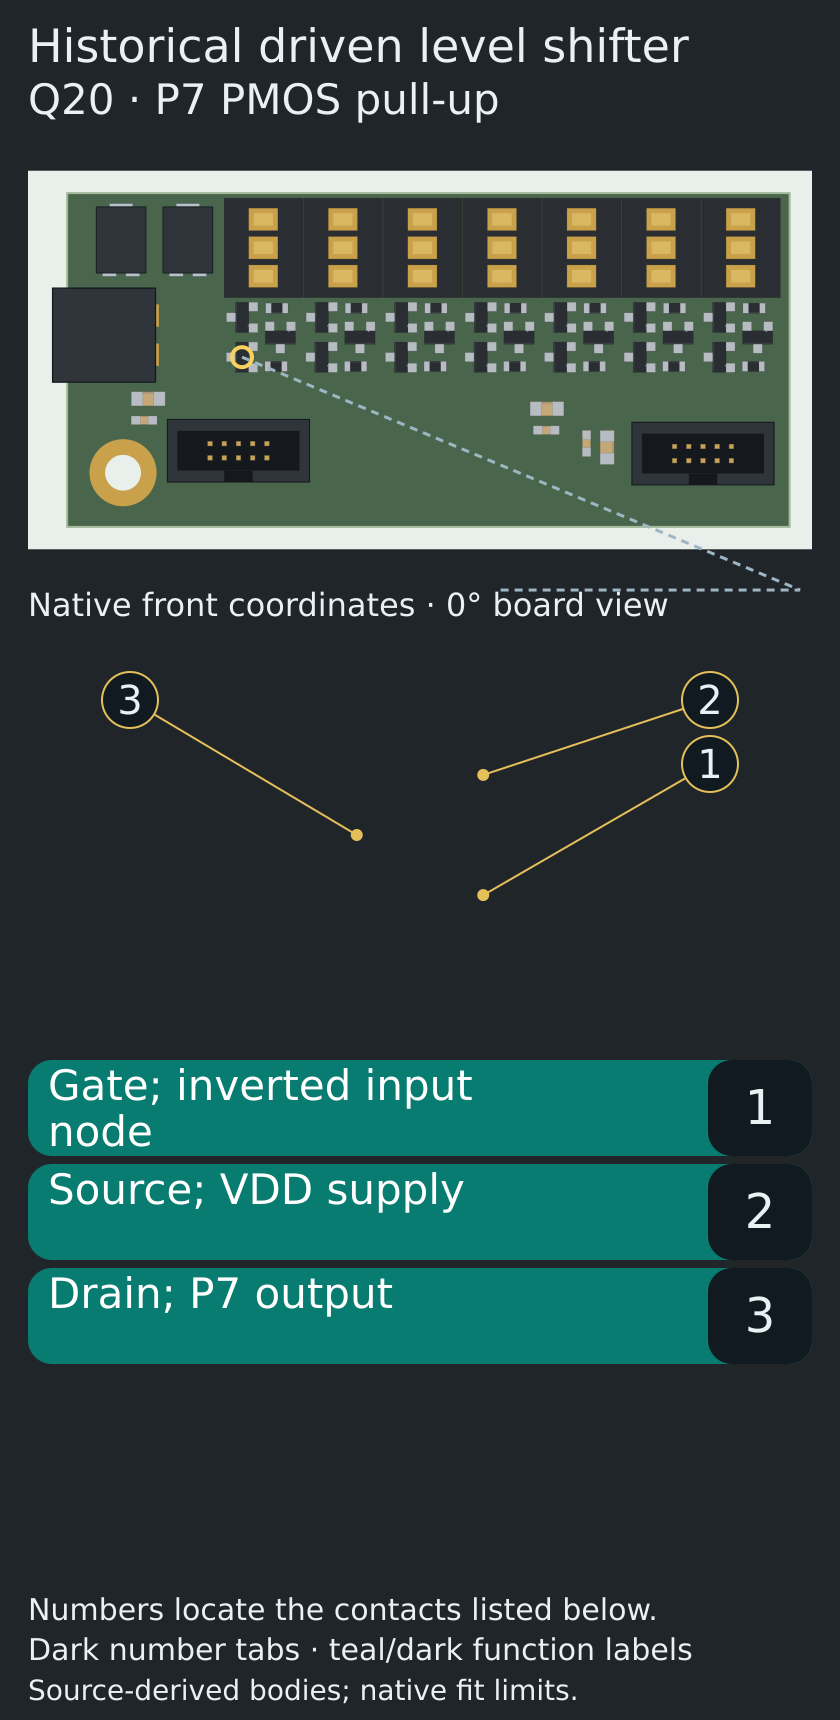 Historical driven level shifter
Q20 · P7 PMOS pull-up
Native front coordinates · 0° board view
3
2
1
Gate; inverted input
node
1
Source; VDD supply
2
Drain; P7 output
3
Numbers locate the contacts listed below.
Dark number tabs · teal/dark function labels
Source-derived bodies; native fit limits.